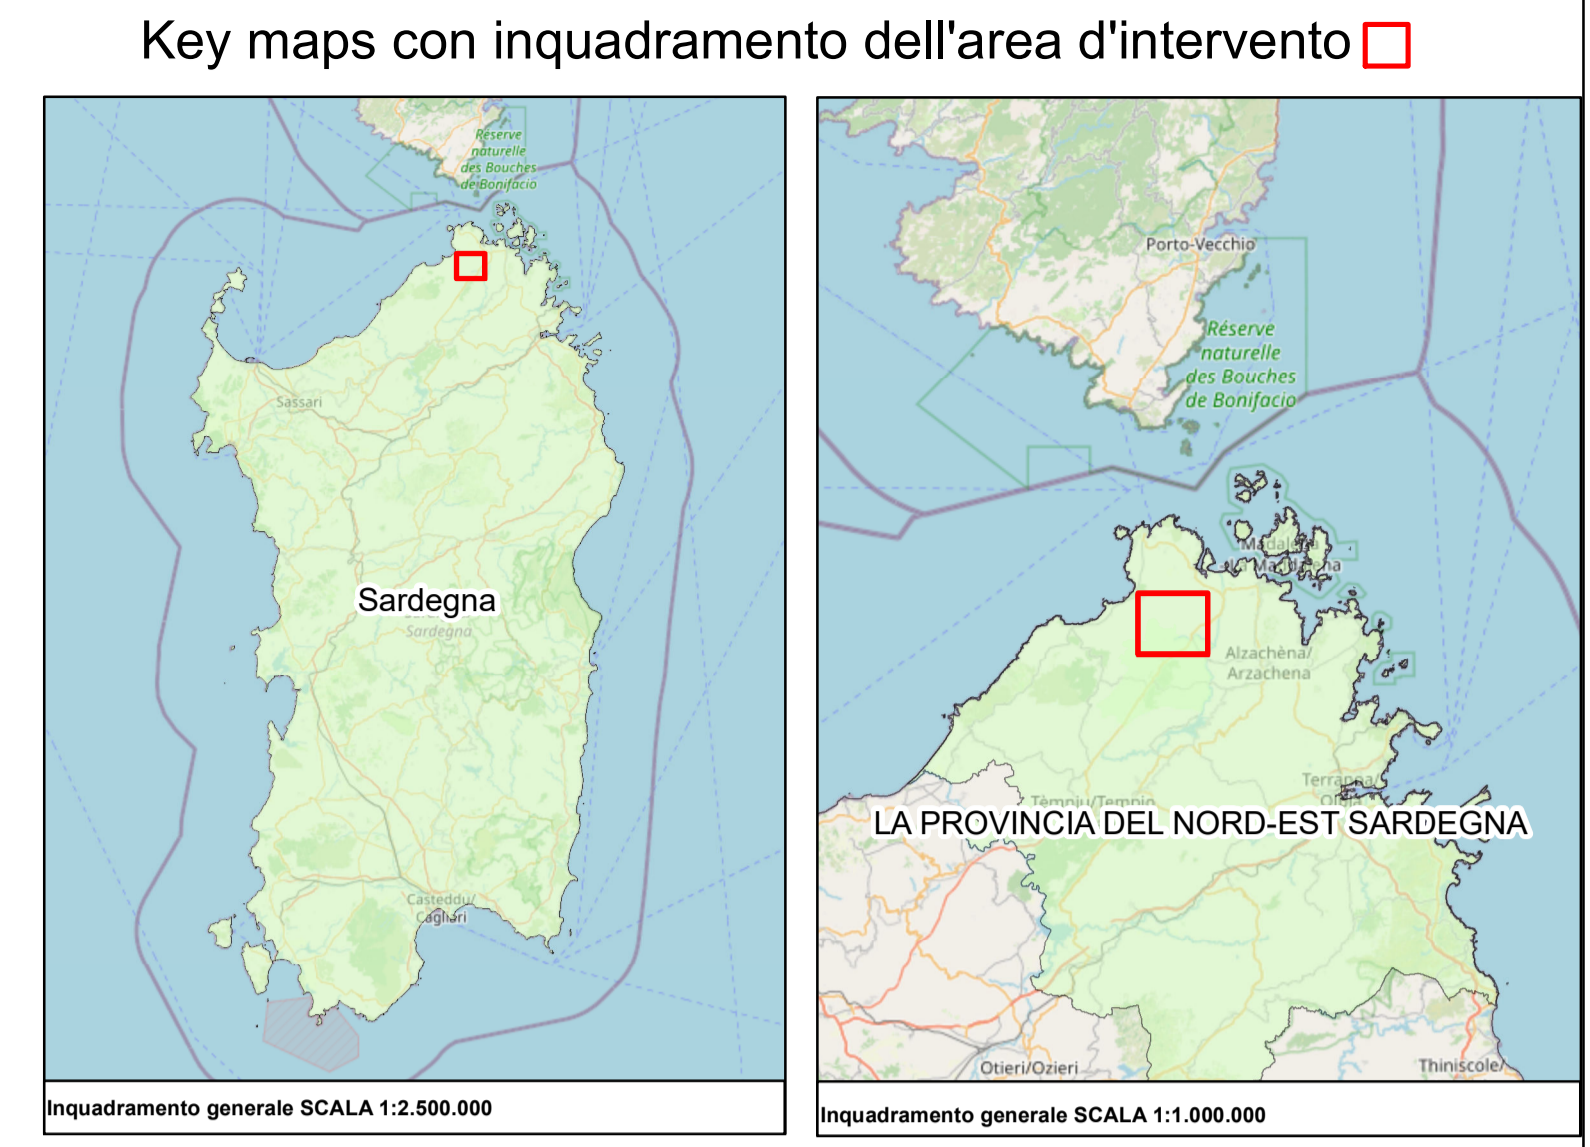 Key maps con inquadramento dell'area d'intervento
Réserve
naturelle
des Bouches
de Bonifacio
Sassari
Sardegna
Sardegna
Casteddu/
Cagliari
Inquadramento generale SCALA 1:2.500.000
Porto-Vecchio
Réserve
naturelle
des Bouches
de Bonifacio
Alzachèna/
Arzachena
Terranoa/
Tèmpiu/Tempio
LA PROVINCIA DEL NORD-EST SARDEGNA
Otieri/Ozieri
Thiniscole/
Inquadramento generale SCALA 1:1.000.000